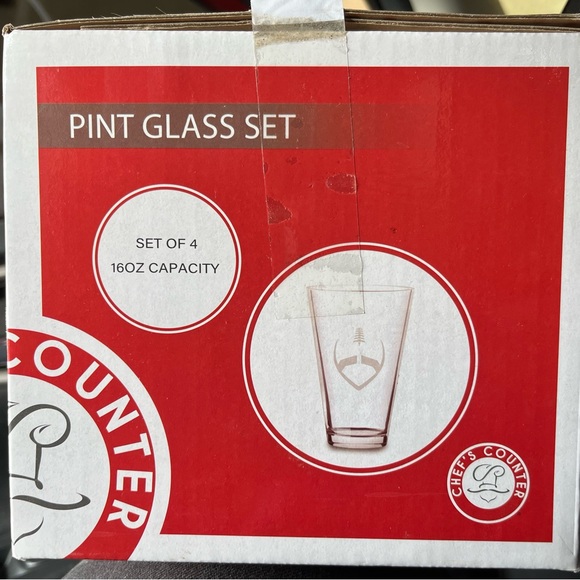 PINT GLASS SET
SET OF 4
16OZ CAPACITY
COUNTER
CHEF'S COUNTER